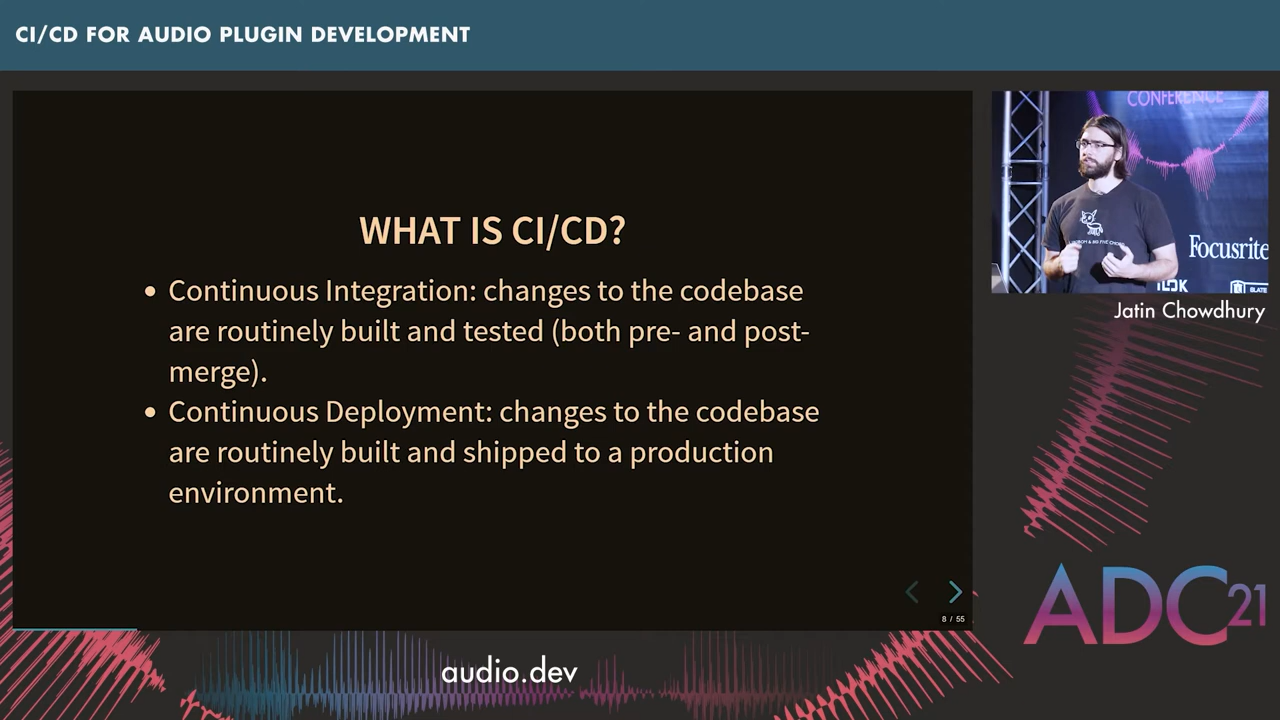 CI/CD FOR AUDIO PLUGIN DEVELOPMENT
WHAT IS CI/CD?
• Continuous Integration: changes to the codebase
are routinely built and tested (both pre- and post-
merge).
• Continuous Deployment: changes to the codebase
are routinely built and shipped to a production
environment.
8 / 55
CONFERENCE
Focusrite
Jatin Chowdhury
ADC21
audio.dev